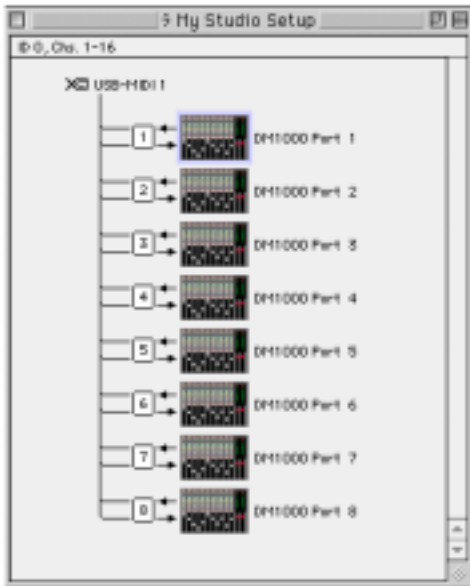 My Studio Setup
ID 0, Chs. 1-16
USB-MIDI 1
1 DM1000 Port 1
2 DM1000 Port 2
3 DM1000 Port 3
4 DM1000 Port 4
5 DM1000 Port 5
6 DM1000 Port 6
7 DM1000 Port 7
8 DM1000 Port 8